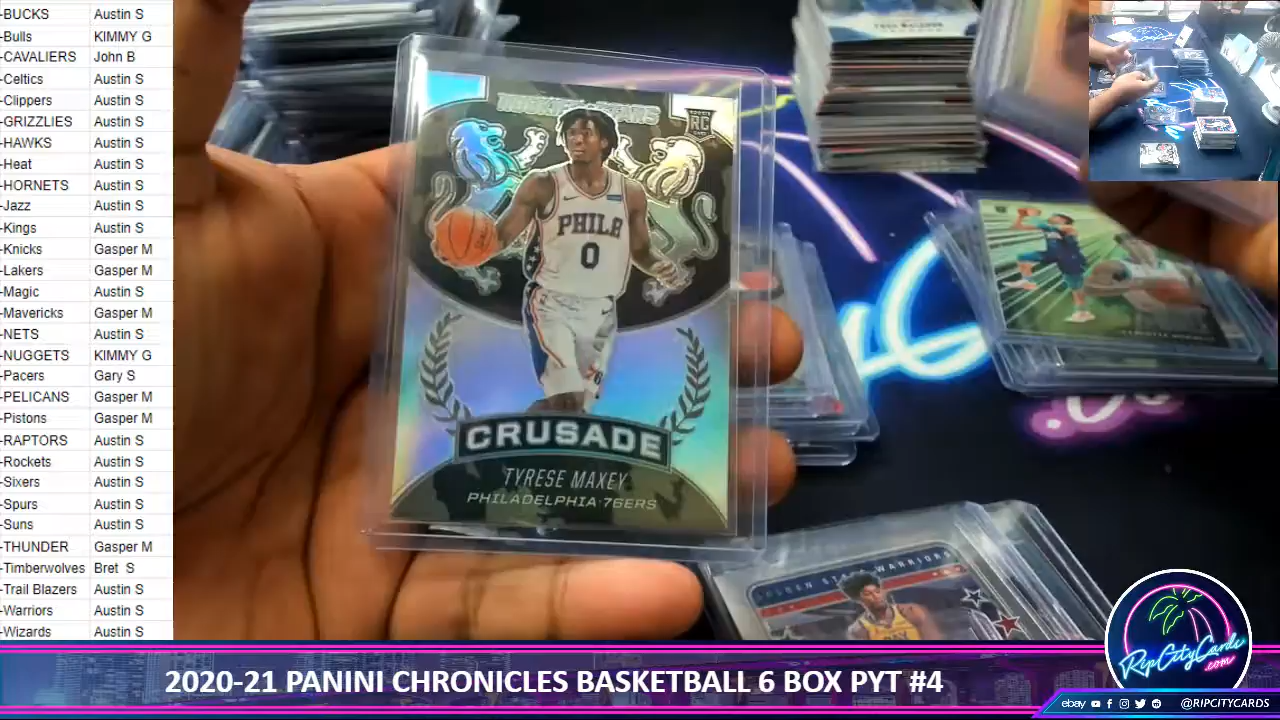 -BUCKS Austin S
-Bulls KIMMY G
-CAVALIERS John B
-Celtics Austin S
-Clippers Austin S
-GRIZZLIES Austin S
-HAWKS Austin S
-Heat Austin S
-HORNETS Austin S
-Jazz Austin S
-Kings Austin S
-Knicks Gasper M
-Lakers Gasper M
-Magic Austin S
-Mavericks Gasper M
-NETS Austin S
-NUGGETS KIMMY G
-Pacers Gary S
-PELICANS Gasper M
-Pistons Gasper M
-RAPTORS Austin S
-Rockets Austin S
-Sixers Austin S
-Spurs Austin S
-Suns Austin S
-THUNDER Gasper M
-Timberwolves Bret S
-Trail Blazers Austin S
-Warriors Austin S
-Wizards Austin S
RC
PHILA
0
CRUSADE
TYRESE MAXEY
PHILADELPHIA 76ERS
GOLDEN STATE WARRIORS
RipCityCards
.com
2020-21 PANINI CHRONICLES BASKETBALL 6 BOX PYT #4
ebay @RIPCITYCARDS